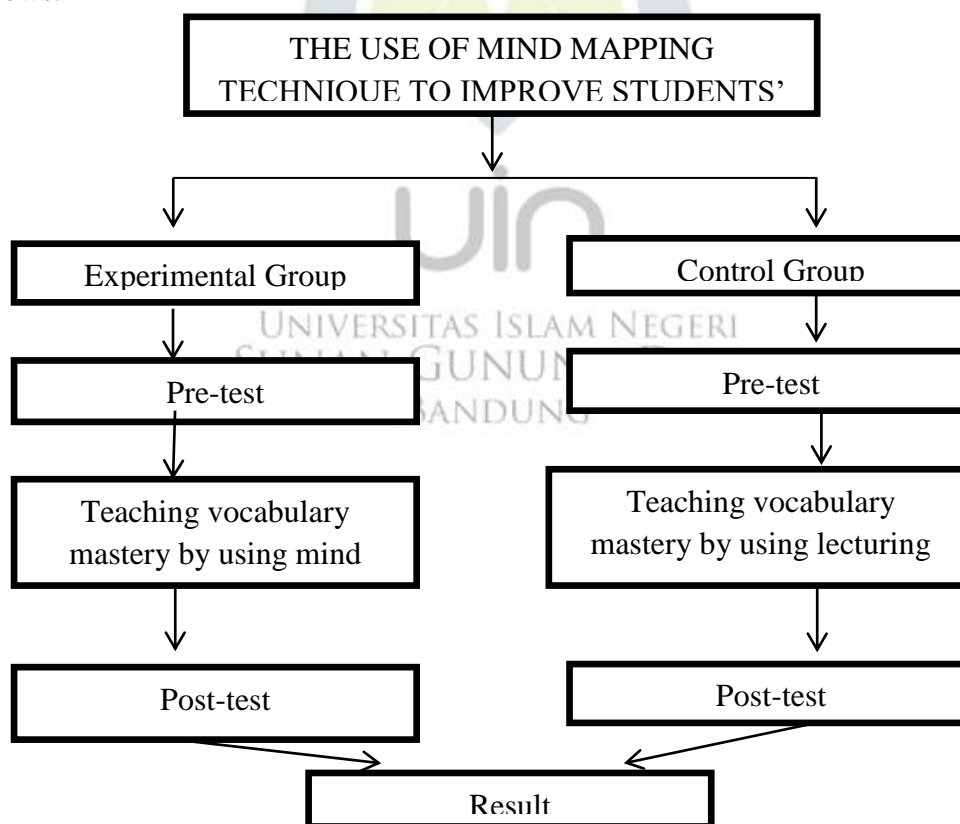 THE USE OF MIND MAPPING
TECHNIQUE TO IMPROVE STUDENTS’
uin
Experimental Group
Control Group
UNIVERSITAS ISLAM NEGERI
GUNUN
Pre-test
Pre-test
BANDUNG
Teaching vocabulary
mastery by using mind
Teaching vocabulary
mastery by using lecturing
Post-test
Post-test
Result